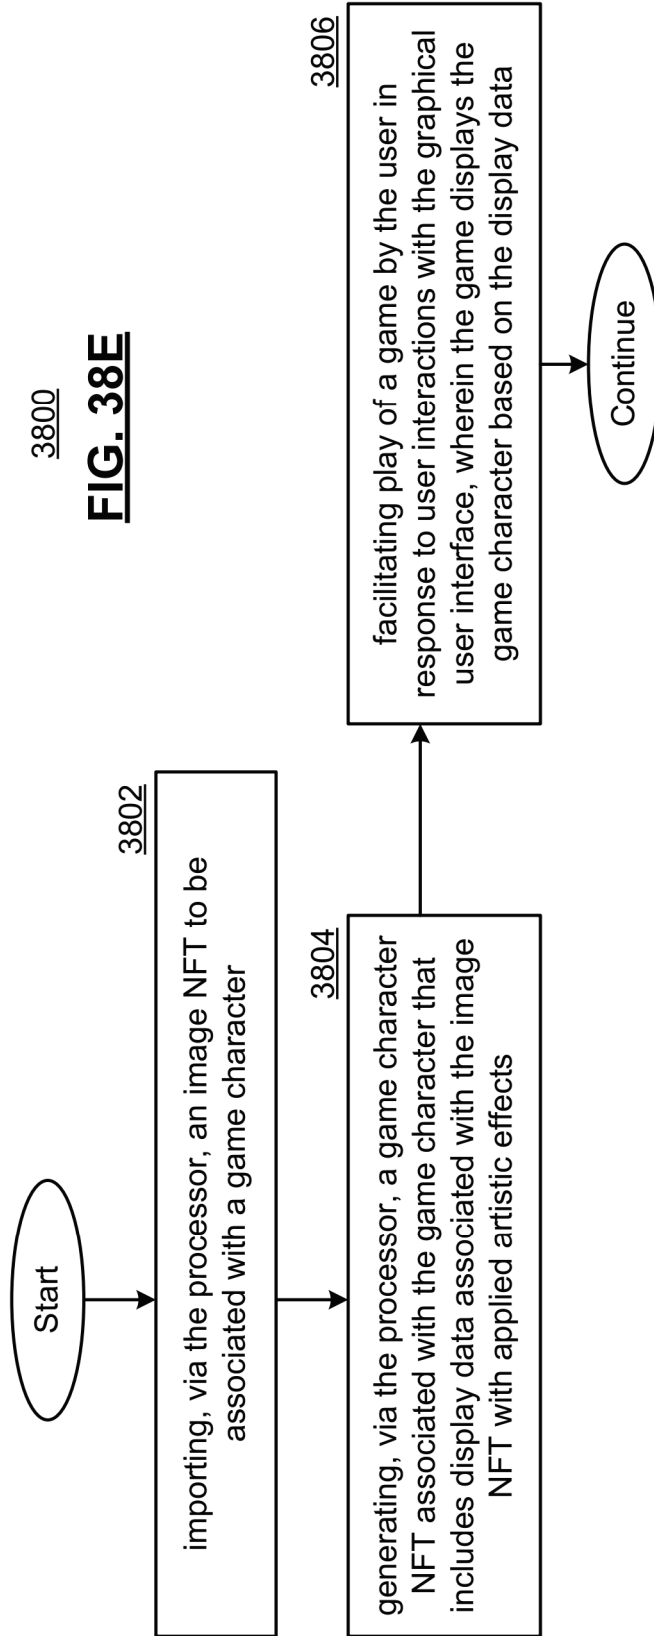 3800
FIG. 38E
Start
3802
importing, via the processor, an image NFT to be
associated with a game character
3804
generating, via the processor, a game character
NFT associated with the game character that
includes display data associated with the image
NFT with applied artistic effects
3806
facilitating play of a game by the user in
response to user interactions with the graphical
user interface, wherein the game displays the
game character based on the display data
Continue